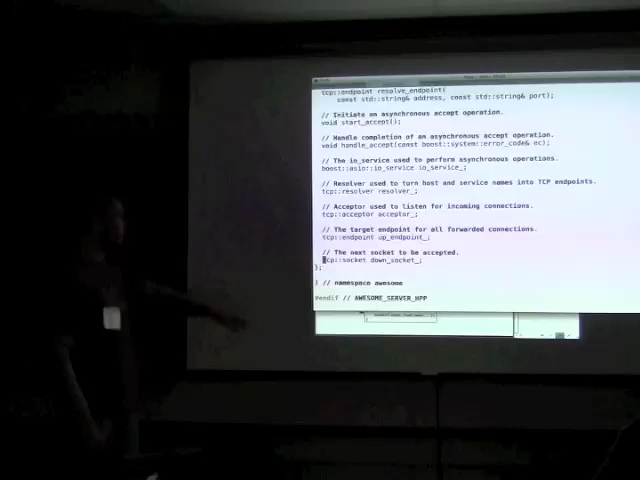 tcp::endpoint resolve_endpoint(
const std::string& address, const std::string& port);
// Initiate an asynchronous accept operation.
void start_accept();
// Handle completion of an asynchronous accept operation.
void handle_accept(const boost::system::error_code& ec);
// The io_service used to perform asynchronous operations.
boost::asio::io_service io_service_;
// Resolver used to turn host and service names into TCP endpoints.
tcp::resolver resolver_;
// Acceptor used to listen for incoming connections.
tcp::acceptor acceptor_;
// The target endpoint for all forwarded connections.
tcp::endpoint up_endpoint_;
// The next socket to be accepted.
tcp::socket down_socket_;
};
} // namespace awesome
#endif // AWESOME_SERVER_HPP